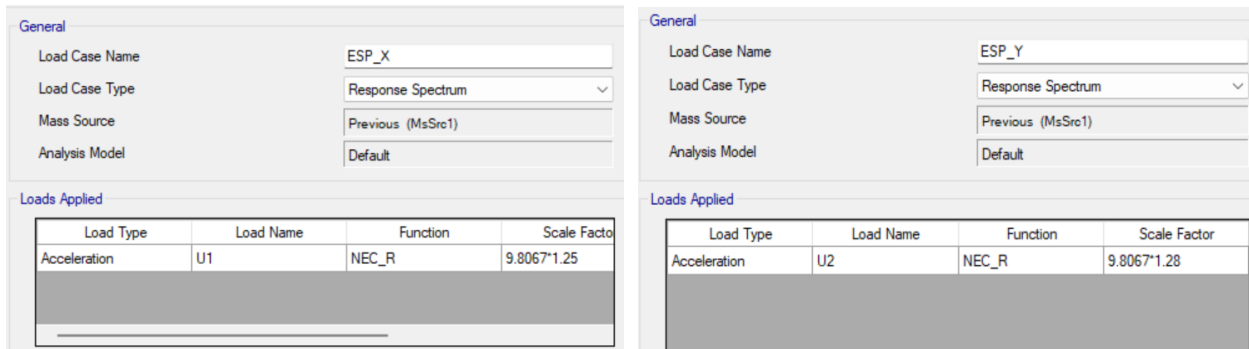 General
Load Case Name ESP_X
Load Case Type Response Spectrum
Mass Source Previous (MsSrc1)
Analysis Model Default
Loads Applied
Load Type Load Name Function Scale Facto
Acceleration U1 NEC_R 9.8067*1.25
General
Load Case Name ESP_Y
Load Case Type Response Spectrum
Mass Source Previous (MsSrc1)
Analysis Model Default
Loads Applied
Load Type Load Name Function Scale Factor
Acceleration U2 NEC_R 9.8067*1.28